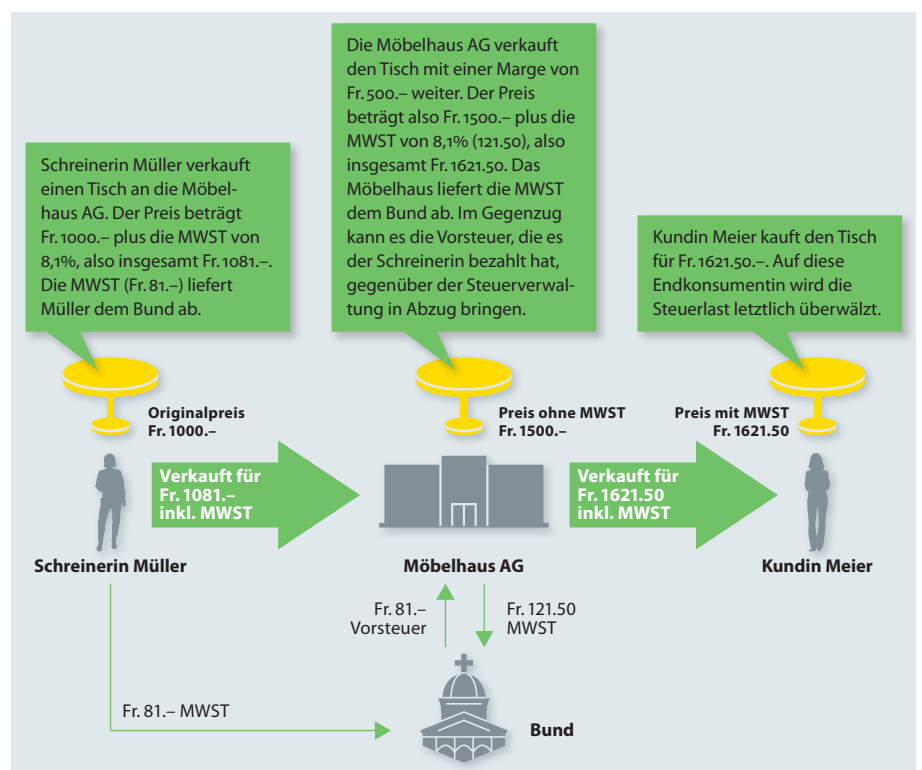 Schreinerin Müller verkauft
einen Tisch an die Möbel-
haus AG. Der Preis beträgt
Fr. 1000.– plus die MWST von
8,1%, also insgesamt Fr. 1081.–.
Die MWST (Fr. 81.–) liefert
Müller dem Bund ab.
Die Möbelhaus AG verkauft
den Tisch mit einer Marge von
Fr. 500.– weiter. Der Preis
beträgt also Fr. 1500.– plus die
MWST von 8,1% (121.50), also
insgesamt Fr. 1621.50. Das
Möbelhaus liefert die MWST
dem Bund ab. Im Gegenzug
kann es die Vorsteuer, die es
der Schreinerin bezahlt hat,
gegenüber der Steuerverwal-
tung in Abzug bringen.
Kundin Meier kauft den Tisch
für Fr. 1621.50.–. Auf diese
Endkonsumentin wird die
Steuerlast letztlich überwälzt.
Originalpreis
Fr. 1000.–
Preis ohne MWST
Fr. 1500.–
Preis mit MWST
Fr. 1621.50
Verkauft für
Fr. 1081.–
inkl. MWST
Verkauft für
Fr. 1621.50
inkl. MWST
Schreinerin Müller
Möbelhaus AG
Kundin Meier
Fr. 81.–
Vorsteuer
Fr. 121.50
MWST
Fr. 81.– MWST
Bund